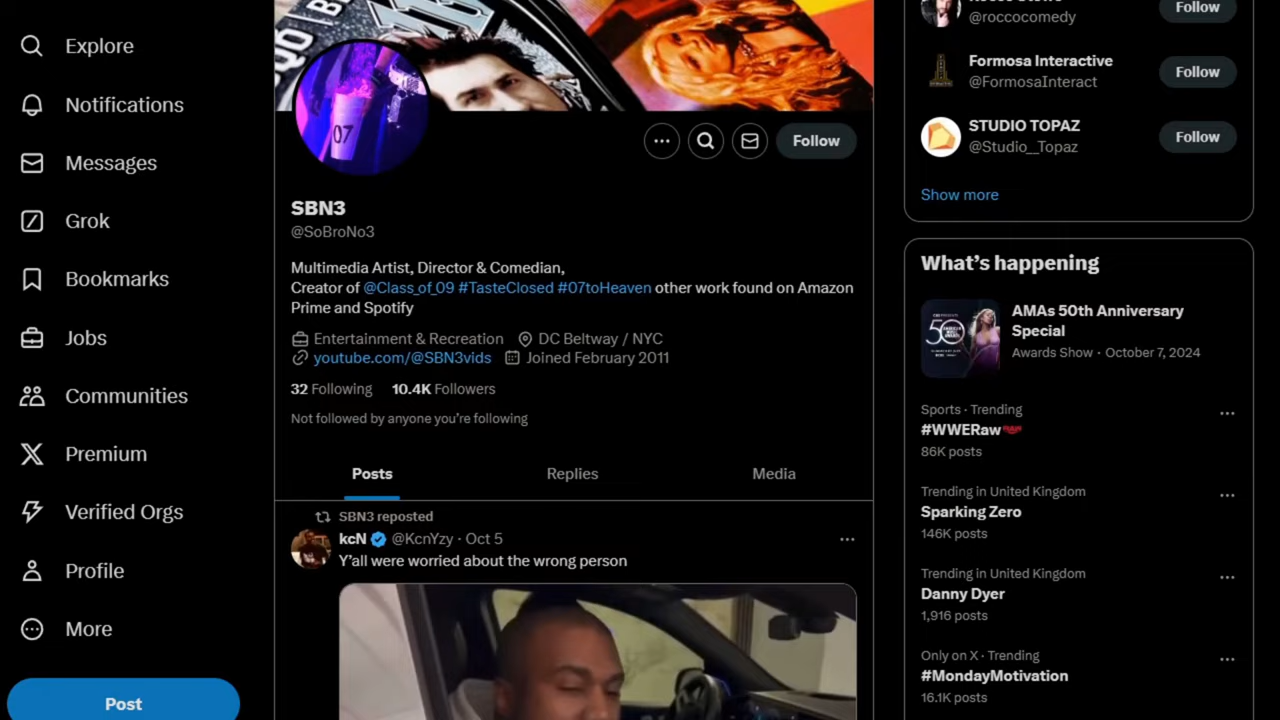 Explore
Notifications
Messages
Grok
Bookmarks
Jobs
Communities
Premium
Verified Orgs
Profile
More
Post
07
Follow
SBN3
@SoBroNo3
Multimedia Artist, Director & Comedian,
Creator of @Class_of_09 #TasteClosed #07toHeaven other work found on Amazon
Prime and Spotify
Entertainment & Recreation DC Beltway / NYC
youtube.com/@SBN3vids Joined February 2011
32 Following 10.4K Followers
Not followed by anyone you’re following
Posts Replies Media
SBN3 reposted
kcN @KcnYzy · Oct 5
Y'all were worried about the wrong person
@roccocomedy
Follow
Formosa Interactive
@FormosaInteract
Follow
STUDIO TOPAZ
@Studio__Topaz
Follow
Show more
What’s happening
50
AMAs 50th Anniversary
Special
Awards Show · October 7, 2024
Sports · Trending
#WWERaw
86K posts
Trending in United Kingdom
Sparking Zero
146K posts
Trending in United Kingdom
Danny Dyer
1,916 posts
Only on X · Trending
#MondayMotivation
16.1K posts